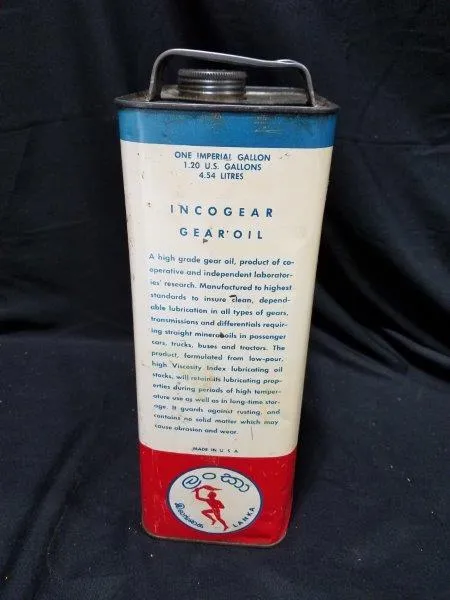 ONE IMPERIAL GALLON
1.20 U.S. GALLONS
4.54 LITRES
INCOGEAR
GEAR OIL
A high grade gear oil, product of co-
operative and independent laborator-
ies' research. Manufactured to highest
standards to insure clean, depend-
able lubrication in all types of gears,
transmissions and differentials requir-
ing straight mineral oils in passenger
cars, trucks, buses and tractors. The
product, formulated from low-pour,
high Viscosity Index lubricating oil
stocks, will retain its lubricating prop-
erties during periods of high temper-
ature use as well as in long-time stor-
age. It guards against rusting, and
contains no solid matter which may
cause abrasion and wear.
MADE IN U. S. A.
ලංකා
இலங்கை
LANKA